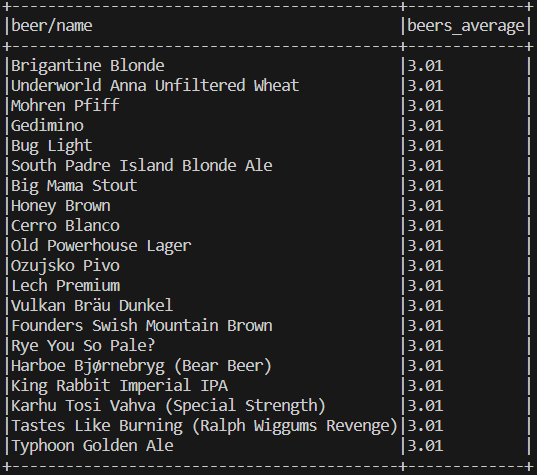 +----------------------------------------+-------------+
|beer/name                               |beers_average|
+----------------------------------------+-------------+
|Brigantine Blonde                       |3.01         |
|Underworld Anna Unfiltered Wheat        |3.01         |
|Mohren Pfiff                            |3.01         |
|Gedimino                                |3.01         |
|Bug Light                               |3.01         |
|South Padre Island Blonde Ale           |3.01         |
|Big Mama Stout                          |3.01         |
|Honey Brown                             |3.01         |
|Cerro Blanco                            |3.01         |
|Old Powerhouse Lager                    |3.01         |
|Ozujsko Pivo                            |3.01         |
|Lech Premium                            |3.01         |
|Vulkan Bräu Dunkel                      |3.01         |
|Founders Swish Mountain Brown           |3.01         |
|Rye You So Pale?                        |3.01         |
|Harboe Bjørnebryg (Bear Beer)           |3.01         |
|King Rabbit Imperial IPA                |3.01         |
|Karhu Tosi Vahva (Special Strength)     |3.01         |
|Tastes Like Burning (Ralph Wiggums Revenge)|3.01         |
|Typhoon Golden Ale                      |3.01         |
+----------------------------------------+-------------+